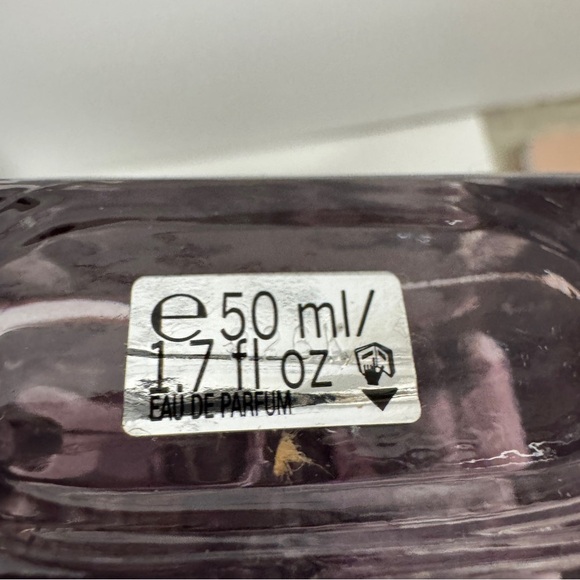 ℮ 50 ml/
1.7 fl oz
EAU DE PARFUM